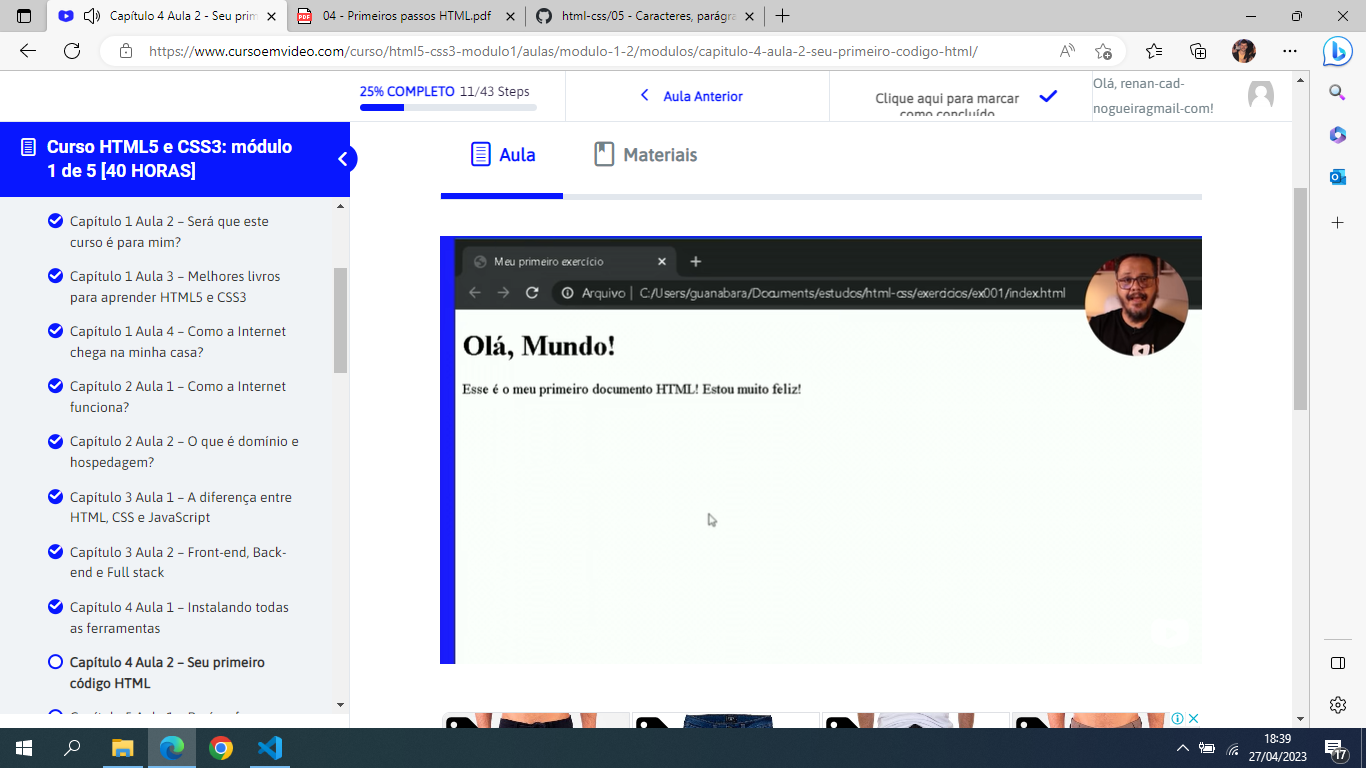 Capítulo 4 Aula 2 - Seu prim
04 - Primeiros passos HTML.pdf
html-css/05 - Caracteres, parágra
https://www.cursoemvideo.com/curso/html5-css3-modulo1/aulas/modulo-1-2/modulos/capitulo-4-aula-2-seu-primeiro-codigo-html/
25% COMPLETO 11/43 Steps
Aula Anterior
Clique aqui para marcar
como concluído
Olá, renan-cad-
nogueiragmail-com!
Curso HTML5 e CSS3: módulo
1 de 5 [40 HORAS]
Capítulo 1 Aula 2 – Será que este
curso é para mim?
Capítulo 1 Aula 3 – Melhores livros
para aprender HTML5 e CSS3
Capítulo 1 Aula 4 – Como a Internet
chega na minha casa?
Capítulo 2 Aula 1 – Como a Internet
funciona?
Capítulo 2 Aula 2 – O que é domínio e
hospedagem?
Capítulo 3 Aula 1 – A diferença entre
HTML, CSS e JavaScript
Capítulo 3 Aula 2 – Front-end, Back-
end e Full stack
Capítulo 4 Aula 1 – Instalando todas
as ferramentas
Capítulo 4 Aula 2 – Seu primeiro
código HTML
Aula
Materiais
Meu primeiro exercício
Arquivo | C:/Users/guanabara/Documents/estudos/html-css/exercicios/ex001/index.html
Olá, Mundo!
Esse é o meu primeiro documento HTML! Estou muito feliz!
18:39
27/04/2023
17